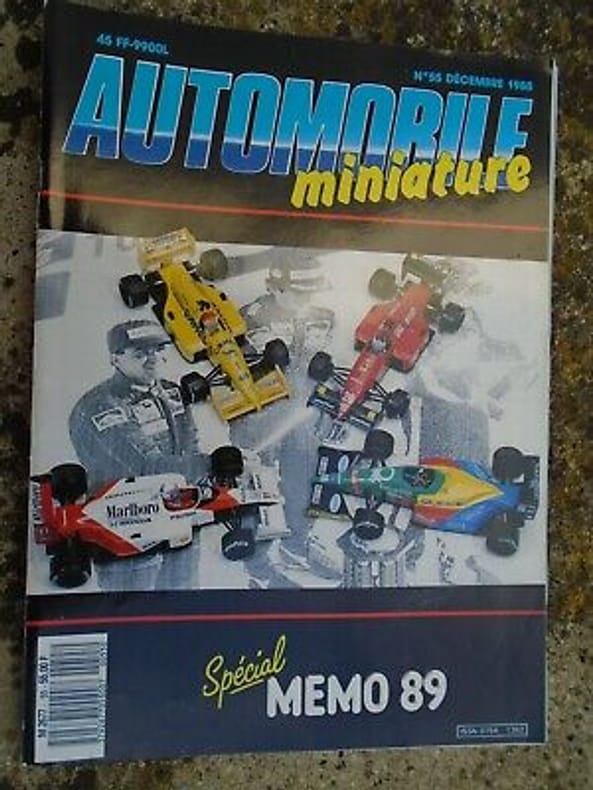 45 FF-9900L
N°55 DÉCEMBRE 1988
AUTOMOBILE
miniature
Marlboro
Spécial
MEMO 89